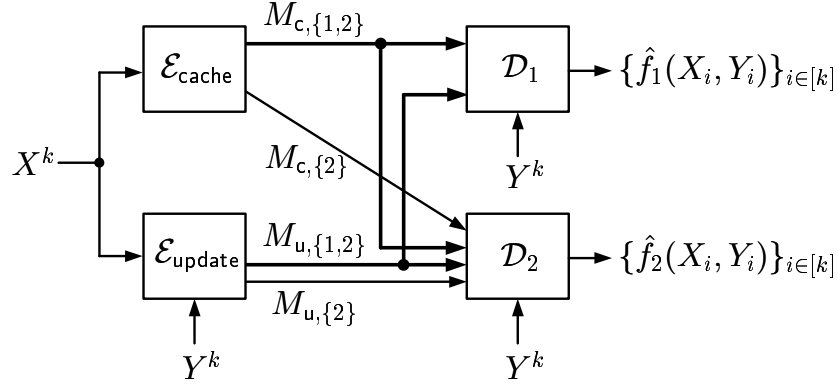 M_{c,{1,2}}
𝓔_cache
𝓓_1
{f̂_1(X_i, Y_i)}_{i∈[k]}
M_{c,{2}}
Y^k
X^k
M_{u,{1,2}}
𝓔_update
𝓓_2
{f̂_2(X_i, Y_i)}_{i∈[k]}
M_{u,{2}}
Y^k
Y^k